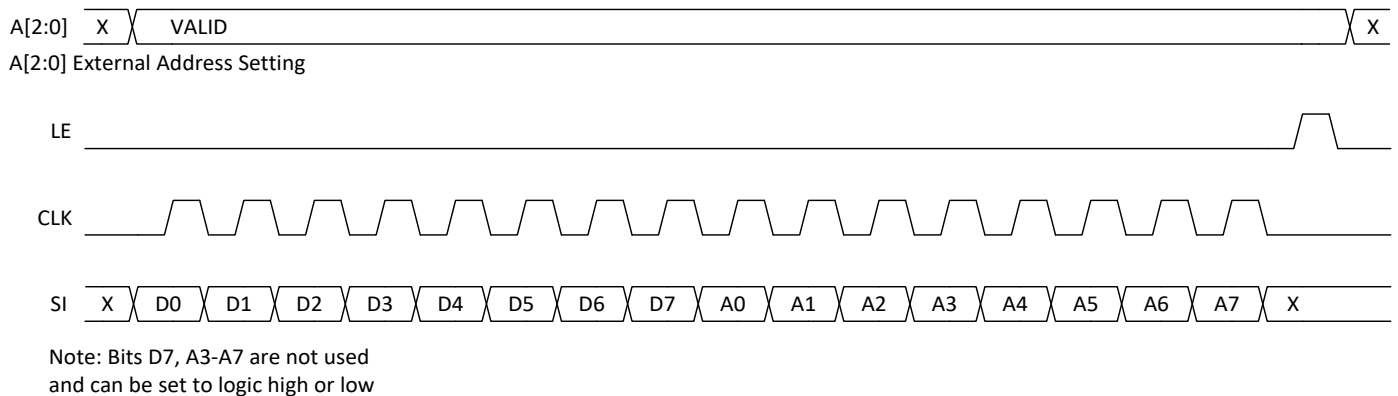 A[2:0] X VALID X
A[2:0] External Address Setting
LE
CLK
SI X D0 D1 D2 D3 D4 D5 D6 D7 A0 A1 A2 A3 A4 A5 A6 A7 X
Note: Bits D7, A3-A7 are not used
and can be set to logic high or low